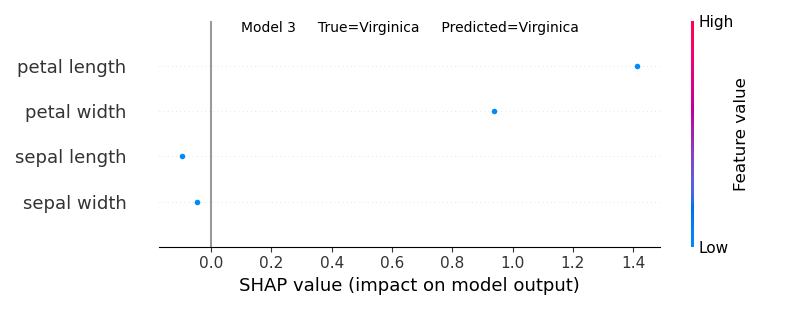 Model 3 True=Virginica Predicted=Virginica
High
petal length
petal width
sepal length
sepal width
Feature value
Low
0.0 0.2 0.4 0.6 0.8 1.0 1.2 1.4
SHAP value (impact on model output)